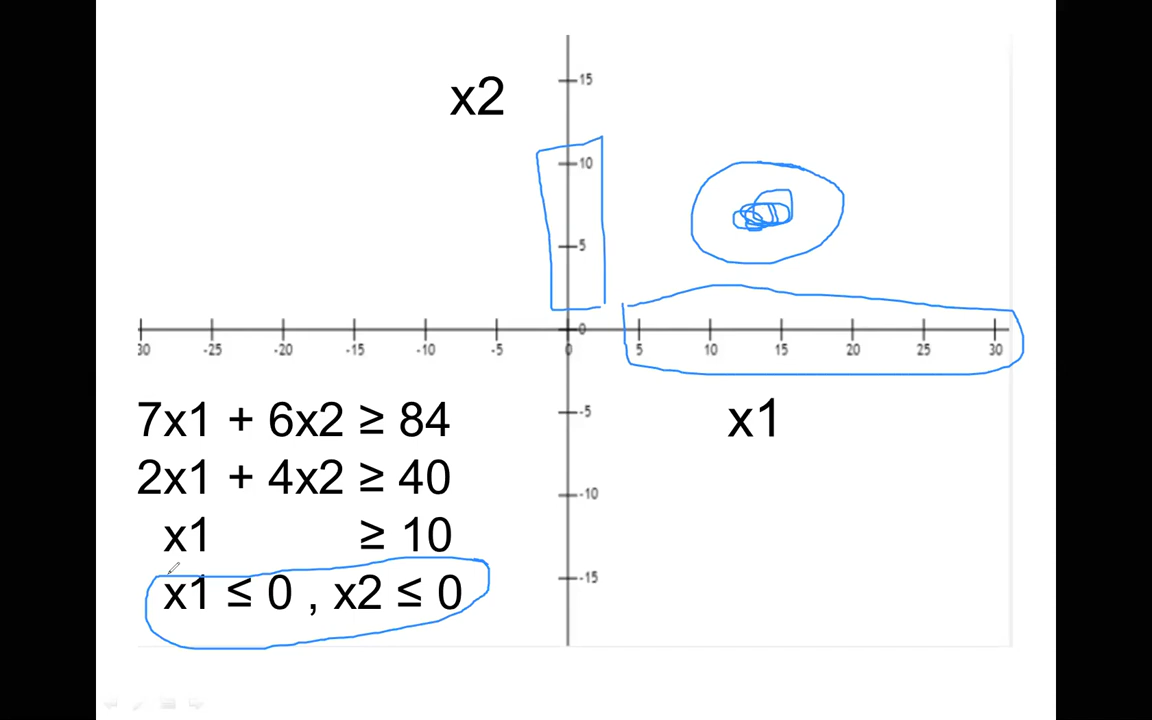 x2
15
10
5
0
30 -25 -20 -15 -10 -5 0 5 10 15 20 25 30
-5
-10
-15
x1
7x1 + 6x2 ≥ 84
2x1 + 4x2 ≥ 40
x1 ≥ 10
x1 ≤ 0 , x2 ≤ 0